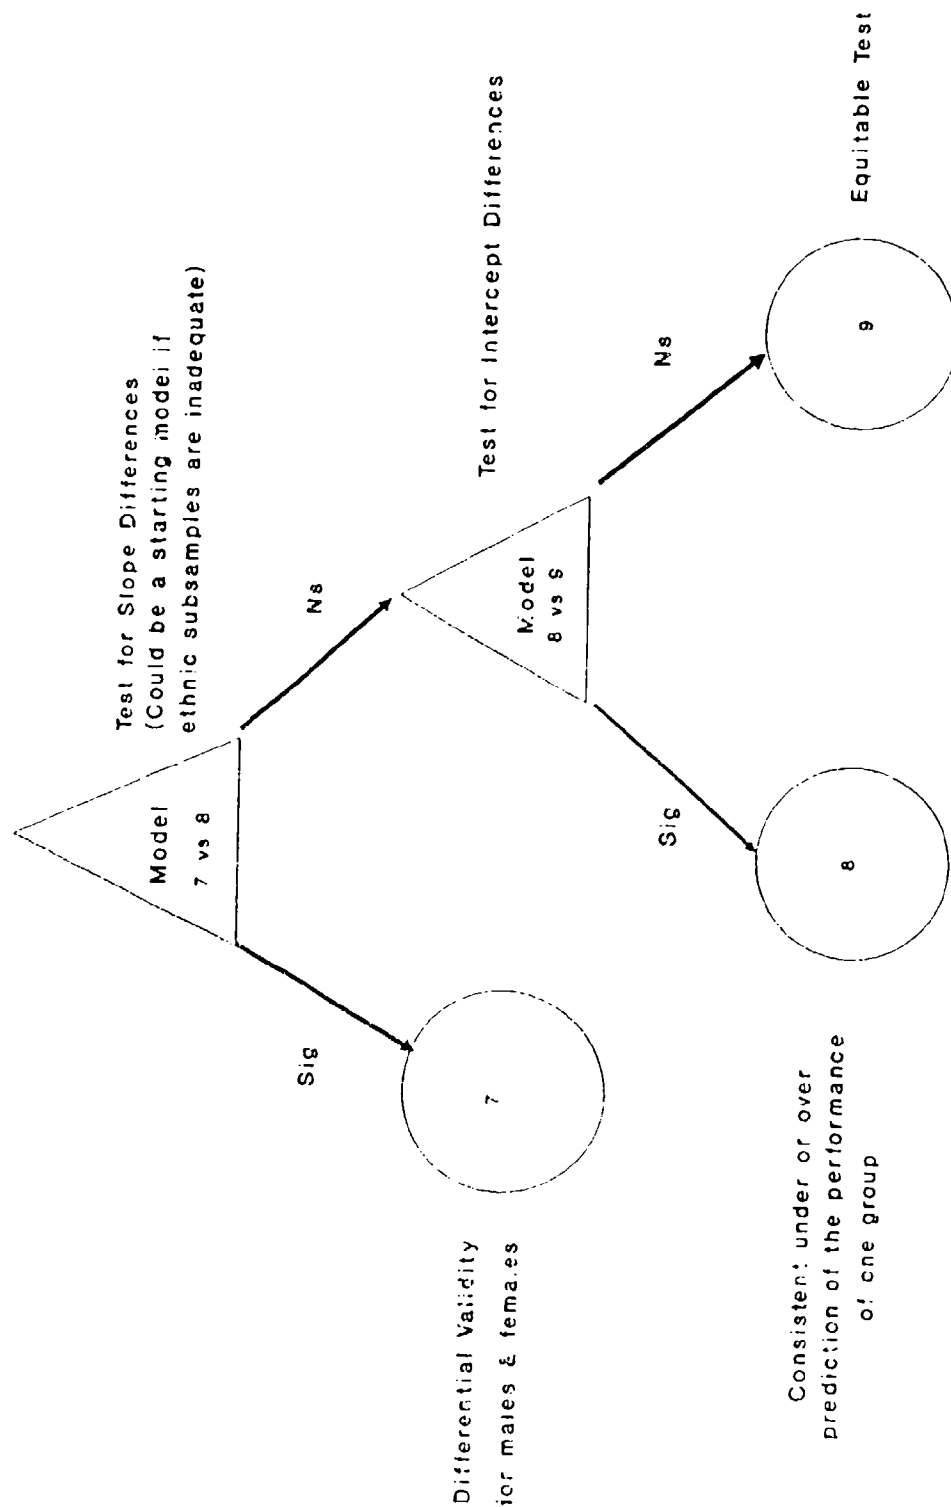 Test for Slope Differences
(Could be a starting model if
ethnic subsamples are inadequate)
Model
7 vs 8
Sig
Ns
Differential Validity
for males & females
7
Test for Intercept Differences
Model
8 vs 9
Sig
Ns
Consistent under or over
prediction of the performance
of one group
8
9
Equitable Test